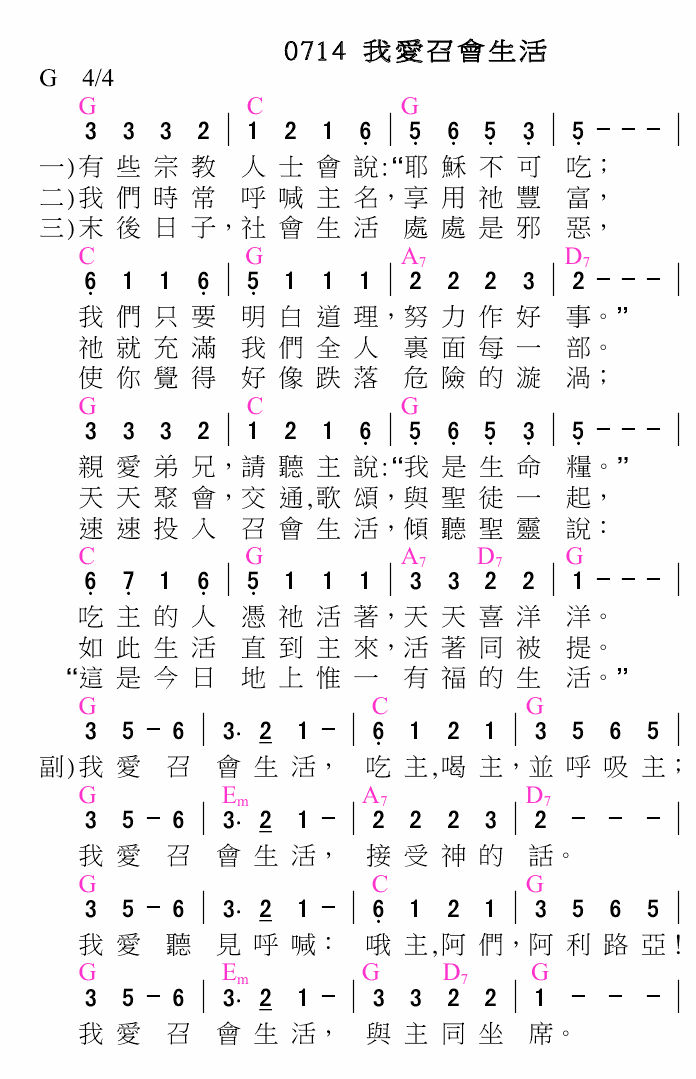 0714 我愛召會生活
G 4/4
G C G
3 3 3 2 | 1 2 1 6̣ | 5̣ 6̣ 5̣ 3̣ | 5̣ - - - |
一)有些宗教 人士會說:“耶穌不可 吃；
二)我們時常 呼喊主名，享用祂豐 富，
三)末後日子，社會生活 處處是邪 惡，
C G A7 D7
6̣ 1 1 6̣ | 5̣ 1 1 1 | 2 2 2 3 | 2 - - - |
我們只要 明白道理，努力作好 事。”
祂就充滿 我們全人 裏面每一 部。
使你覺得 好像跌落 危險的漩 渦；
G C G
3 3 3 2 | 1 2 1 6̣ | 5̣ 6̣ 5̣ 3̣ | 5̣ - - - |
親愛弟兄，請聽主說:“我是生命 糧。”
天天聚會，交通,歌頌，與聖徒一 起，
速速投入 召會生活，傾聽聖靈 說：
C G A7 D7 G
6̣ 7̣ 1 6̣ | 5̣ 1 1 1 | 3 3 2 2 | 1 - - - |
吃主的人 憑祂活著，天天喜洋 洋。
如此生活 直到主來，活著同被 提。
“這是今日 地上惟一 有福的生 活。”
G C G
3 5 - 6 | 3. 2̲ 1 - | 6̣ 1 2 1 | 3 5 6 5 |
副)我愛 召 會生活， 吃主,喝主，並呼吸主；
G Em A7 D7
3 5 - 6 | 3. 2̲ 1 - | 2 2 2 3 | 2 - - - |
我愛 召 會生活， 接受神的 話。
G C G
3 5 - 6 | 3. 2̲ 1 - | 6̣ 1 2 1 | 3 5 6 5 |
我愛 聽 見呼喊： 哦主,阿們，阿利路亞!
G Em G D7 G
3 5 - 6 | 3. 2̲ 1 - | 3 3 2 2 | 1 - - - |
我愛 召 會生活， 與主同坐 席。